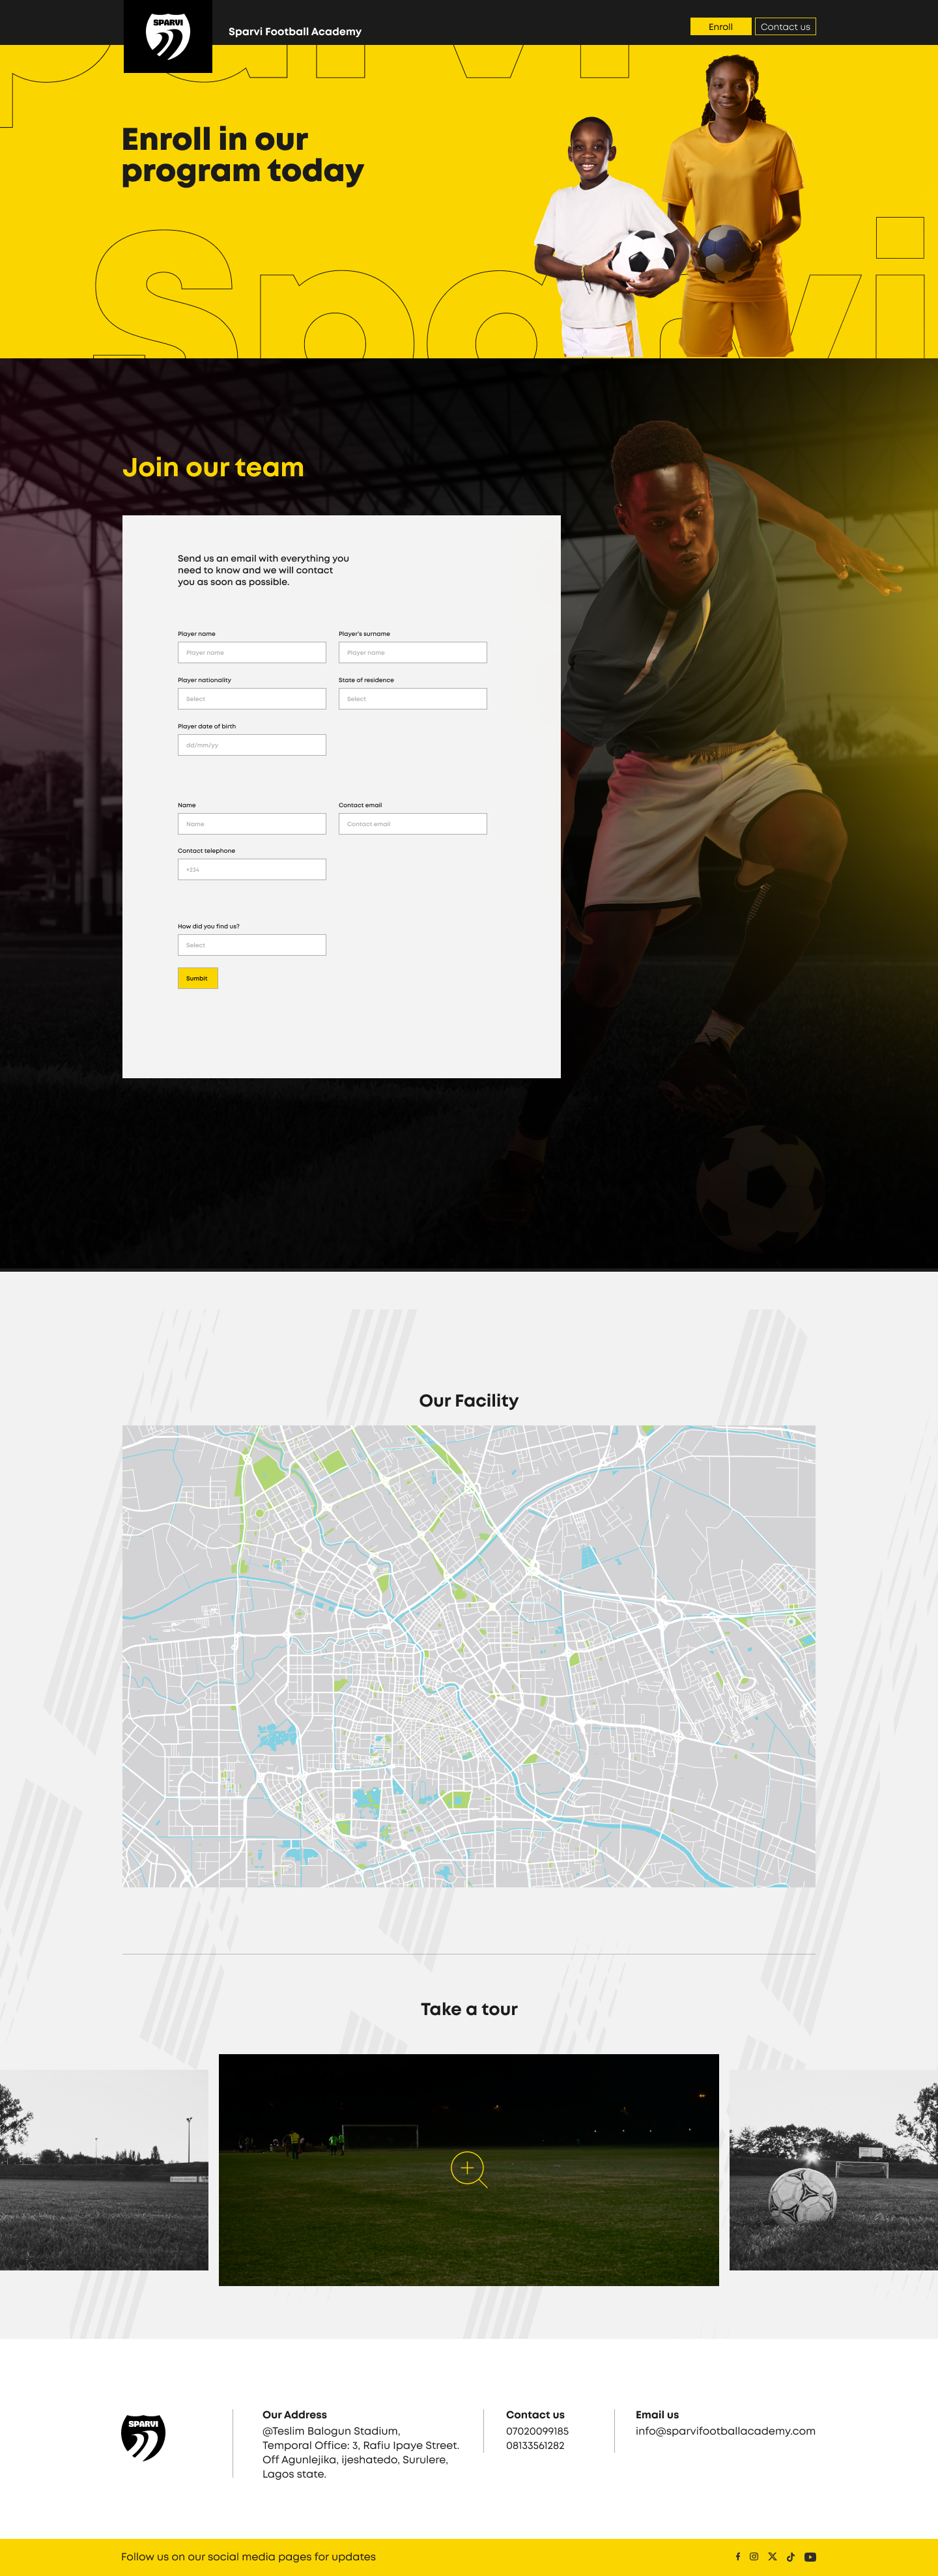 SPARVI
Sparvi Football Academy
Enroll
Contact us
parvi
Enroll in our
program today
Sparvi
Join our team
Send us an email with everything you
need to know and we will contact
you as soon as possible.
Player name
Player's surname
Player name
Player name
Player nationality
State of residence
Select
Select
Player date of birth
dd/mm/yy
Name
Contact email
Name
Contact email
Contact telephone
+234
How did you find us?
Select
Sumbit
Our Facility
Take a tour
SPARVI
Our Address
@Teslim Balogun Stadium,
Temporal Office: 3, Rafiu Ipaye Street.
Off Agunlejika, ijeshatedo, Surulere,
Lagos state.
Contact us
07020099185
08133561282
Email us
info@sparvifootballacademy.com
Follow us on our social media pages for updates